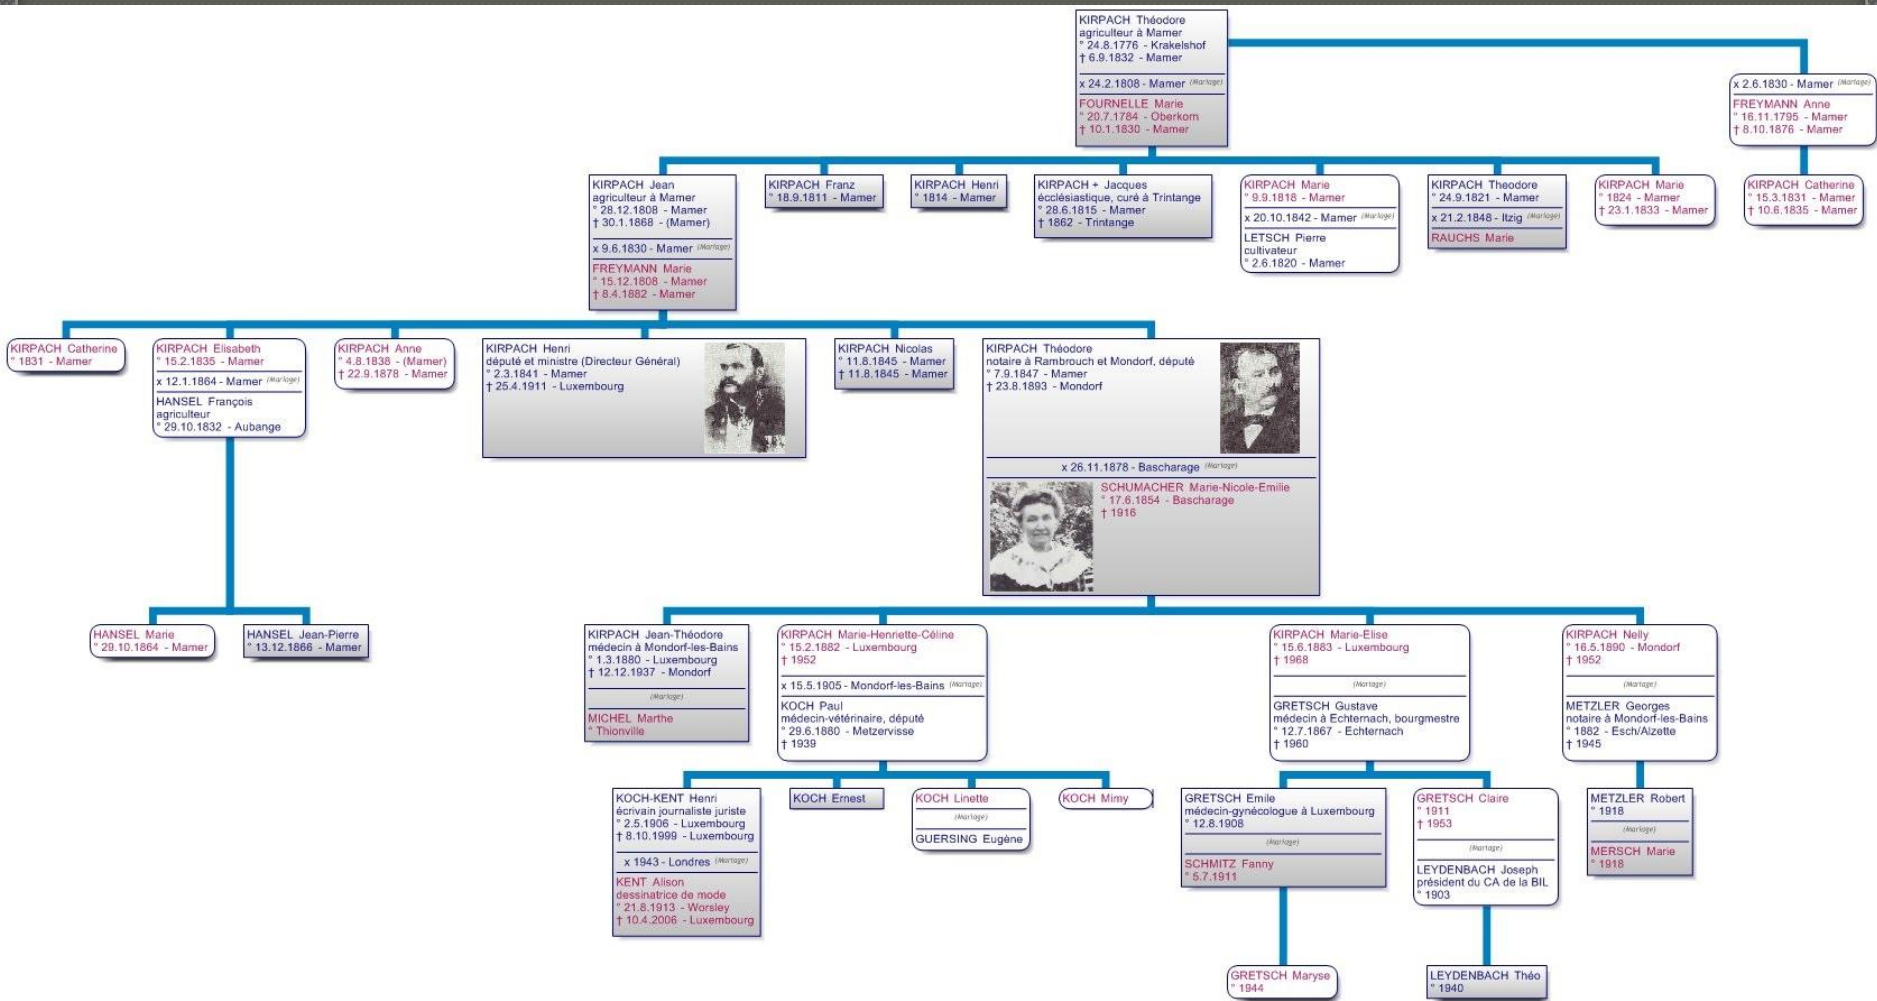 KIRPACH Théodore
agriculteur à Mamer
° 24.8.1776 - Krakelshof
† 6.9.1832 - Mamer
x 24.2.1808 - Mamer (Mariage)
FOURNELLE Marie
° 20.7.1784 - Oberkorn
† 10.1.1830 - Mamer
x 2.6.1830 - Mamer (Mariage)
FREYMANN Anne
° 16.11.1795 - Mamer
† 8.10.1876 - Mamer
KIRPACH Jean
agriculteur à Mamer
° 28.12.1808 - Mamer
† 30.1.1868 - (Mamer)
x 9.6.1830 - Mamer (Mariage)
FREYMANN Marie
° 15.12.1808 - Mamer
† 8.4.1882 - Mamer
KIRPACH Franz
° 18.9.1811 - Mamer
KIRPACH Henri
° 1814 - Mamer
KIRPACH + Jacques
écclésiastique, curé à Trintange
° 28.6.1815 - Mamer
† 1862 - Trintange
KIRPACH Marie
° 9.9.1818 - Mamer
x 20.10.1842 - Mamer (Mariage)
LETSCH Pierre
cultivateur
° 2.6.1820 - Mamer
KIRPACH Theodore
° 24.9.1821 - Mamer
x 21.2.1848 - Itzig (Mariage)
RAUCHS Marie
KIRPACH Marie
° 1824 - Mamer
† 23.1.1833 - Mamer
KIRPACH Catherine
° 15.3.1831 - Mamer
† 10.6.1835 - Mamer
KIRPACH Catherine
° 1831 - Mamer
KIRPACH Elisabeth
° 15.2.1835 - Mamer
x 12.1.1864 - Mamer (Mariage)
HANSEL François
agriculteur
° 29.10.1832 - Aubange
KIRPACH Anne
° 4.8.1838 - (Mamer)
† 22.9.1878 - Mamer
KIRPACH Henri
député et ministre (Directeur Général)
° 2.3.1841 - Mamer
† 25.4.1911 - Luxembourg
KIRPACH Nicolas
° 11.8.1845 - Mamer
† 11.8.1845 - Mamer
KIRPACH Théodore
notaire à Rambrouch et Mondorf, député
° 7.9.1847 - Mamer
† 23.8.1893 - Mondorf
x 26.11.1878 - Bascharage (Mariage)
SCHUMACHER Marie-Nicole-Emilie
° 17.6.1854 - Bascharage
† 1916
HANSEL Marie
° 29.10.1864 - Mamer
HANSEL Jean-Pierre
° 13.12.1866 - Mamer
KIRPACH Jean-Théodore
médecin à Mondorf-les-Bains
° 1.3.1880 - Luxembourg
† 12.12.1937 - Mondorf
(Mariage)
MICHEL Marthe
° Thionville
KIRPACH Marie-Henriette-Céline
° 15.2.1882 - Luxembourg
† 1952
x 15.5.1905 - Mondorf-les-Bains (Mariage)
KOCH Paul
médecin-vétérinaire, député
° 29.6.1880 - Metzervisse
† 1939
KIRPACH Marie-Elise
° 15.6.1883 - Luxembourg
† 1968
(Mariage)
GRETSCH Gustave
médecin à Echternach, bourgmestre
° 12.7.1867 - Echternach
† 1960
KIRPACH Nelly
° 16.5.1890 - Mondorf
† 1952
(Mariage)
METZLER Georges
notaire à Mondorf-les-Bains
° 1882 - Esch/Alzette
† 1945
KOCH-KENT Henri
écrivain journaliste juriste
° 2.5.1906 - Luxembourg
† 8.10.1999 - Luxembourg
x 1943 - Londres (Mariage)
KENT Alison
dessinatrice de mode
° 21.8.1913 - Worsley
† 10.4.2006 - Luxembourg
KOCH Ernest
KOCH Linette
(Mariage)
GUERSING Eugène
KOCH Mimy
GRETSCH Emile
médecin-gynécologue à Luxembourg
° 12.8.1908
(Mariage)
SCHMITZ Fanny
° 5.7.1911
GRETSCH Claire
° 1911
† 1953
(Mariage)
LEYDENBACH Joseph
président du CA de la BIL
° 1903
METZLER Robert
° 1918
(Mariage)
MERSCH Marie
° 1918
GRETSCH Maryse
° 1944
LEYDENBACH Théo
° 1940